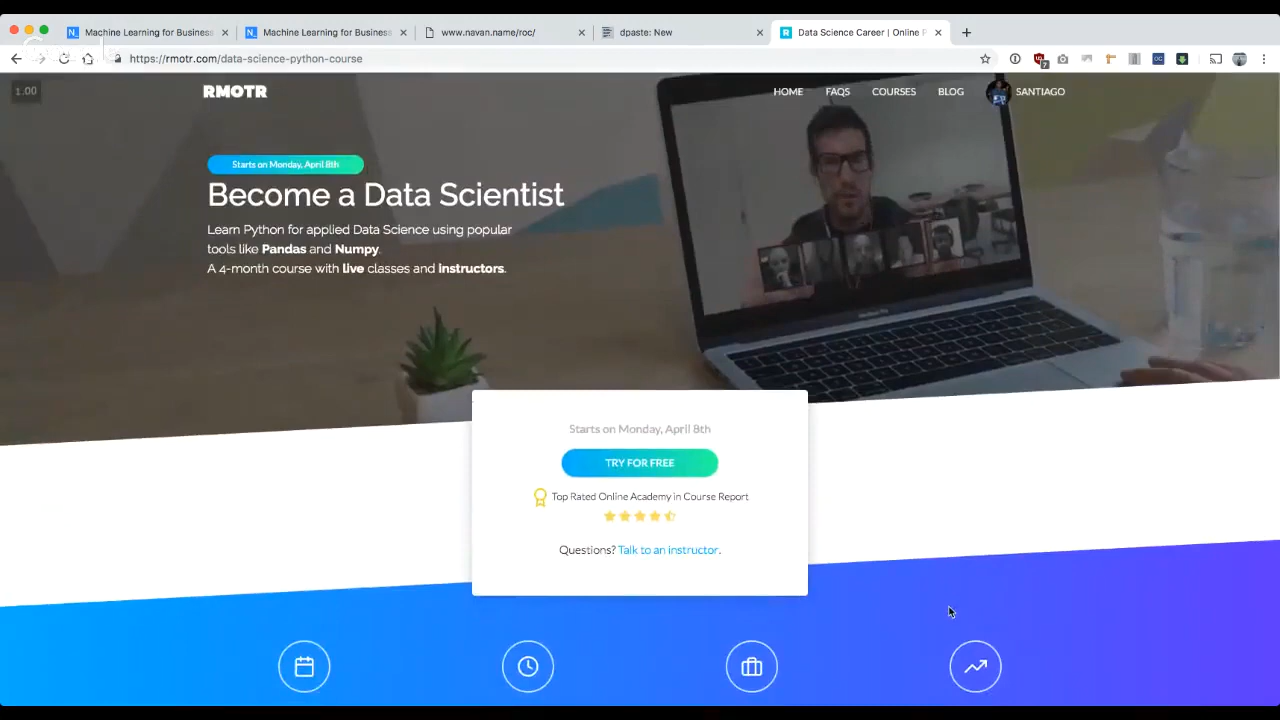 Machine Learning for Business
Machine Learning for Business
www.navan.name/roc/
dpaste: New
Data Science Career | Online P
https://rmotr.com/data-science-python-course
1.00
RMOTR
HOME
FAQS
COURSES
BLOG
SANTIAGO
Starts on Monday, April 8th
Become a Data Scientist
Learn Python for applied Data Science using popular
tools like Pandas and Numpy.
A 4-month course with live classes and instructors.
Starts on Monday, April 8th
TRY FOR FREE
Top Rated Online Academy in Course Report
Questions? Talk to an instructor.